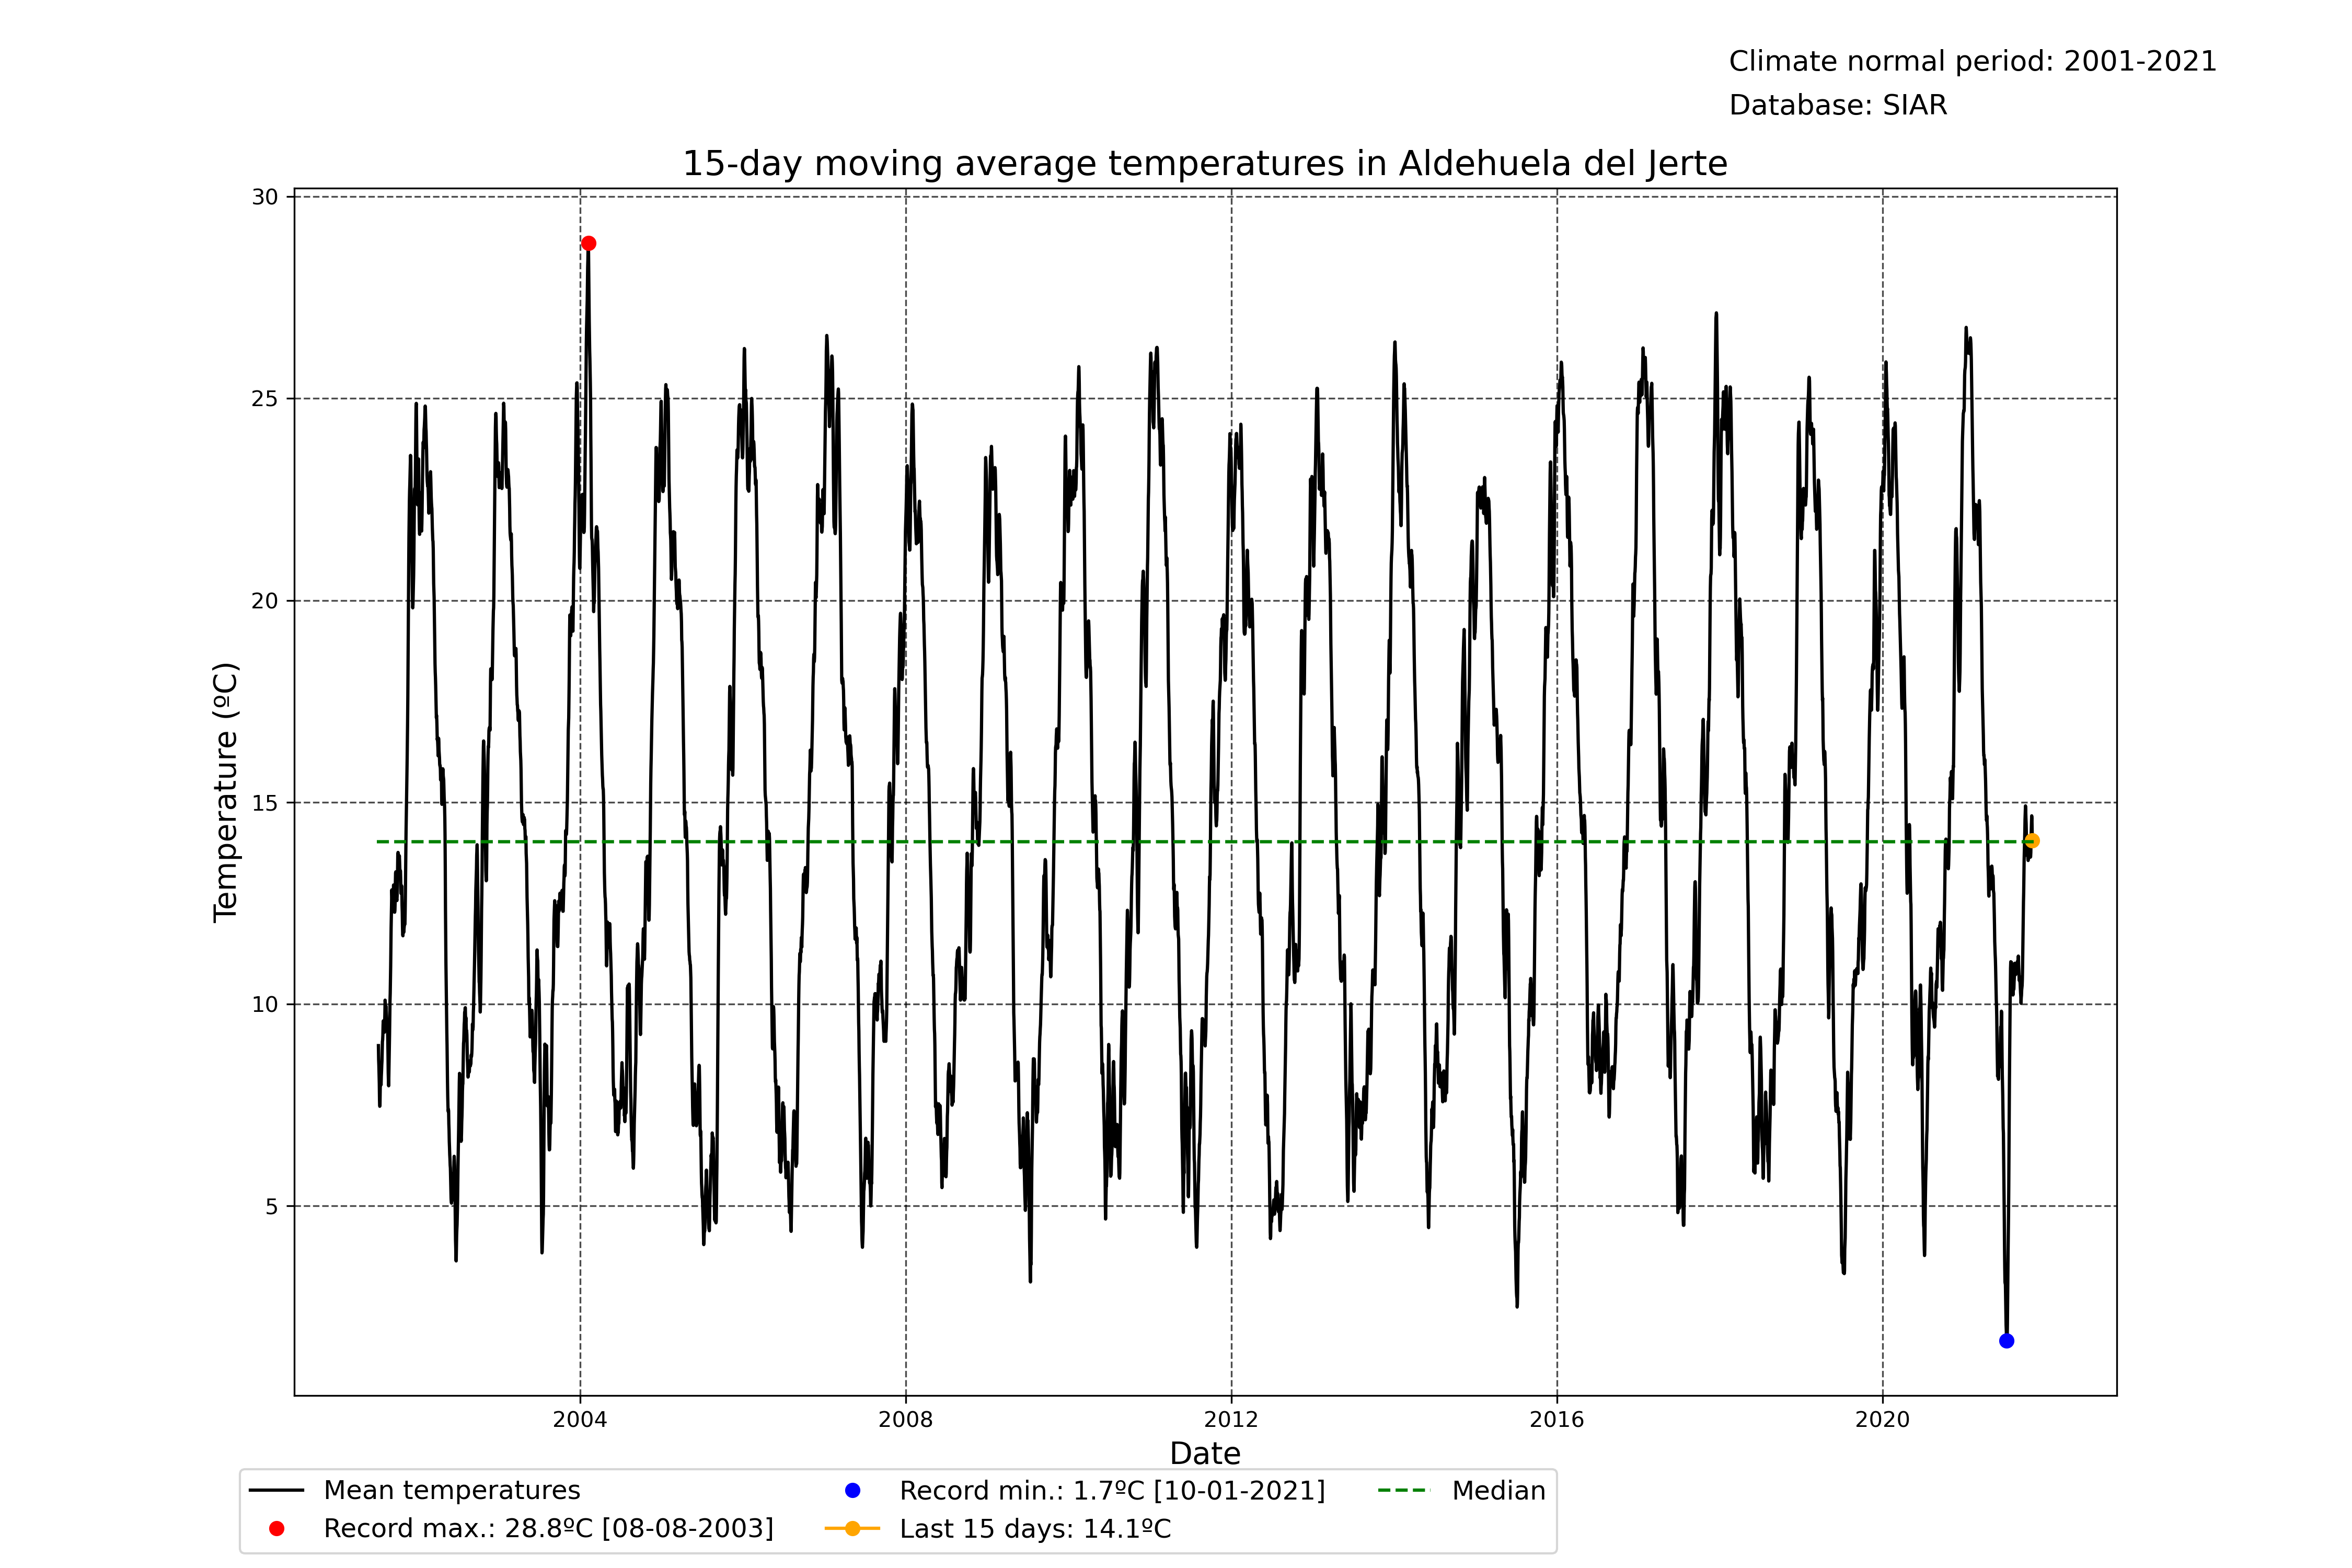 Climate normal period: 2001-2021
Database: SIAR
15-day moving average temperatures in Aldehuela del Jerte
30
25
20
15
10
5
Temperature (ºC)
2004 2008 2012 2016 2020
Date
Mean temperatures
Record max.: 28.8ºC [08-08-2003]
Record min.: 1.7ºC [10-01-2021]
Last 15 days: 14.1ºC
Median